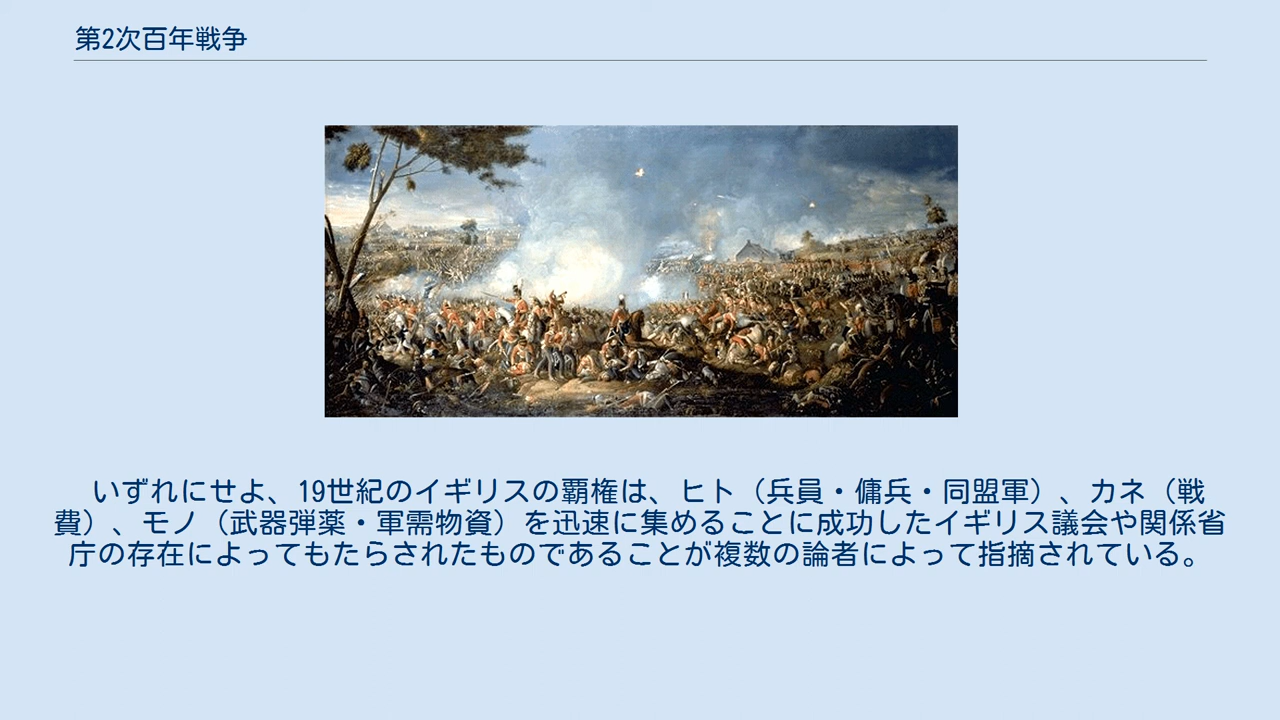 第2次百年戦争
いずれにせよ、19世紀のイギリスの覇権は、ヒト（兵員・傭兵・同盟軍）、カネ（戦
費）、モノ（武器弾薬・軍需物資）を迅速に集めることに成功したイギリス議会や関係省
庁の存在によってもたらされたものであることが複数の論者によって指摘されている。